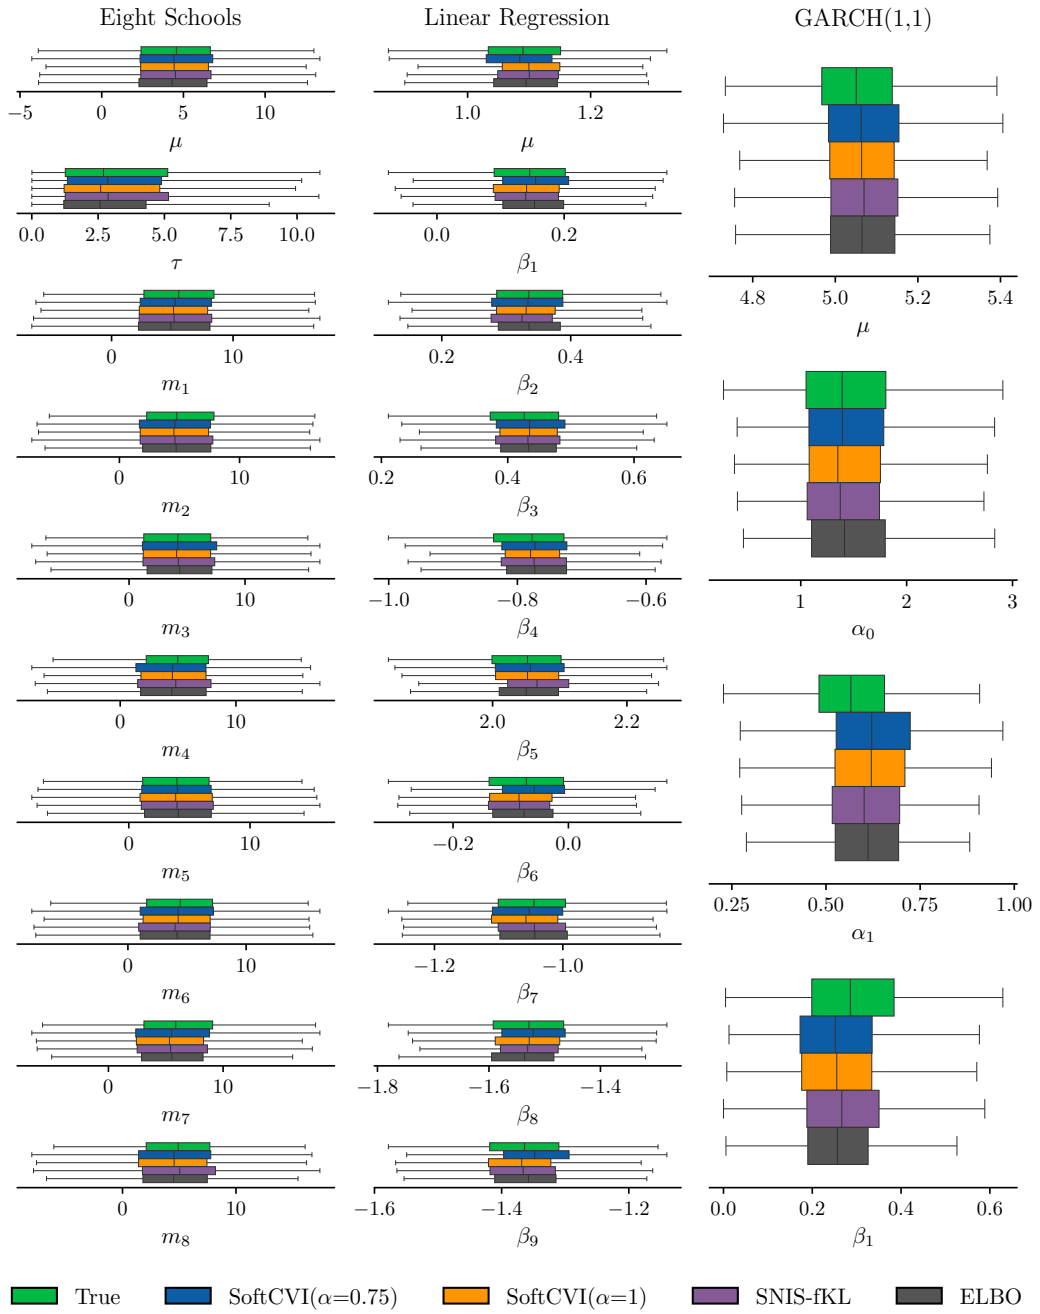 Eight Schools
−5 0 5 10
μ
0.0 2.5 5.0 7.5 10.0
τ
0 10
m1
0 10
m2
0 10
m3
0 10
m4
0 10
m5
0 10
m6
0 10
m7
0 10
m8
Linear Regression
1.0 1.2
μ
0.0 0.2
β1
0.2 0.4
β2
0.2 0.4 0.6
β3
−1.0 −0.8 −0.6
β4
2.0 2.2
β5
−0.2 0.0
β6
−1.2 −1.0
β7
−1.8 −1.6 −1.4
β8
−1.6 −1.4 −1.2
β9
GARCH(1,1)
4.8 5.0 5.2 5.4
μ
1 2 3
α0
0.25 0.50 0.75 1.00
α1
0.0 0.2 0.4 0.6
β1
True SoftCVI(α=0.75) SoftCVI(α=1) SNIS-fKL ELBO